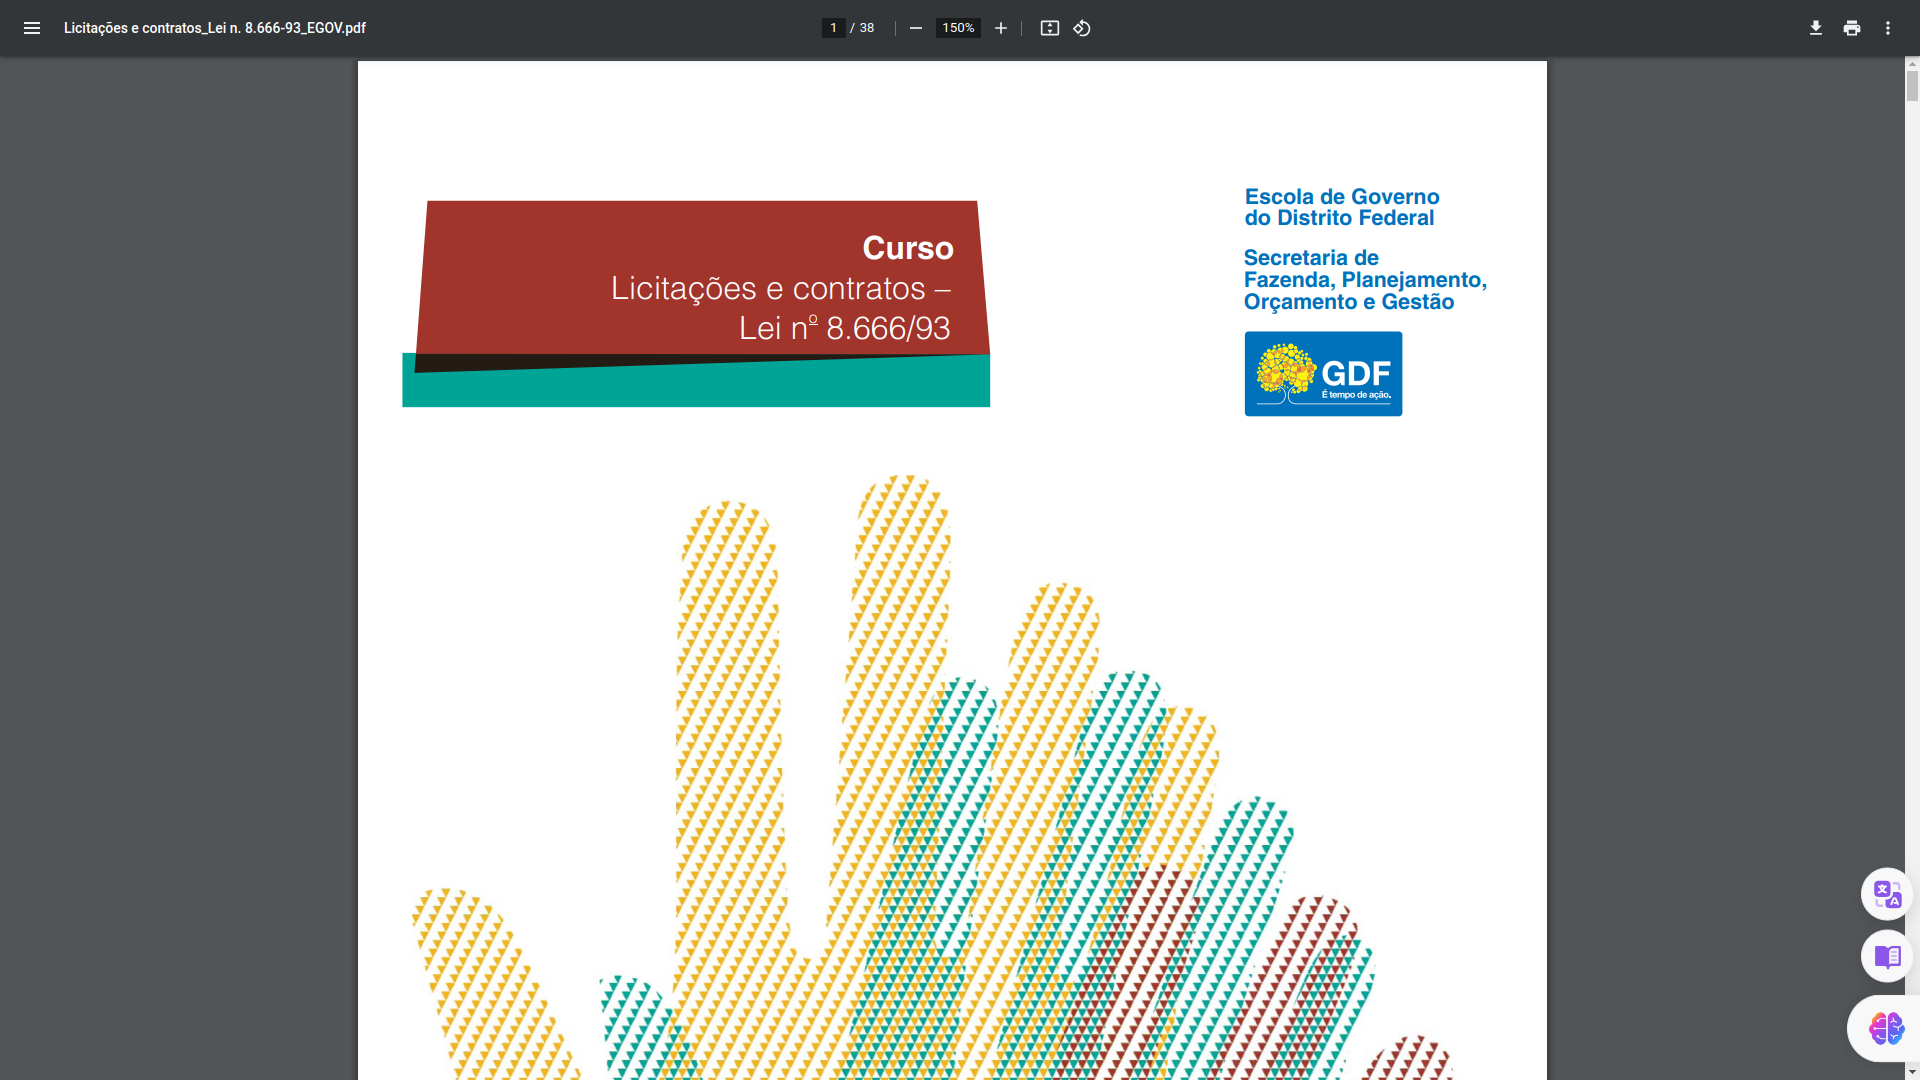 Licitações e contratos_Lei n. 8.666-93_EGOV.pdf
1 / 38
150%
Curso
Licitações e contratos –
Lei nº 8.666/93
Escola de Governo
do Distrito Federal
Secretaria de
Fazenda, Planejamento,
Orçamento e Gestão
GDF
É tempo de ação.
文
A